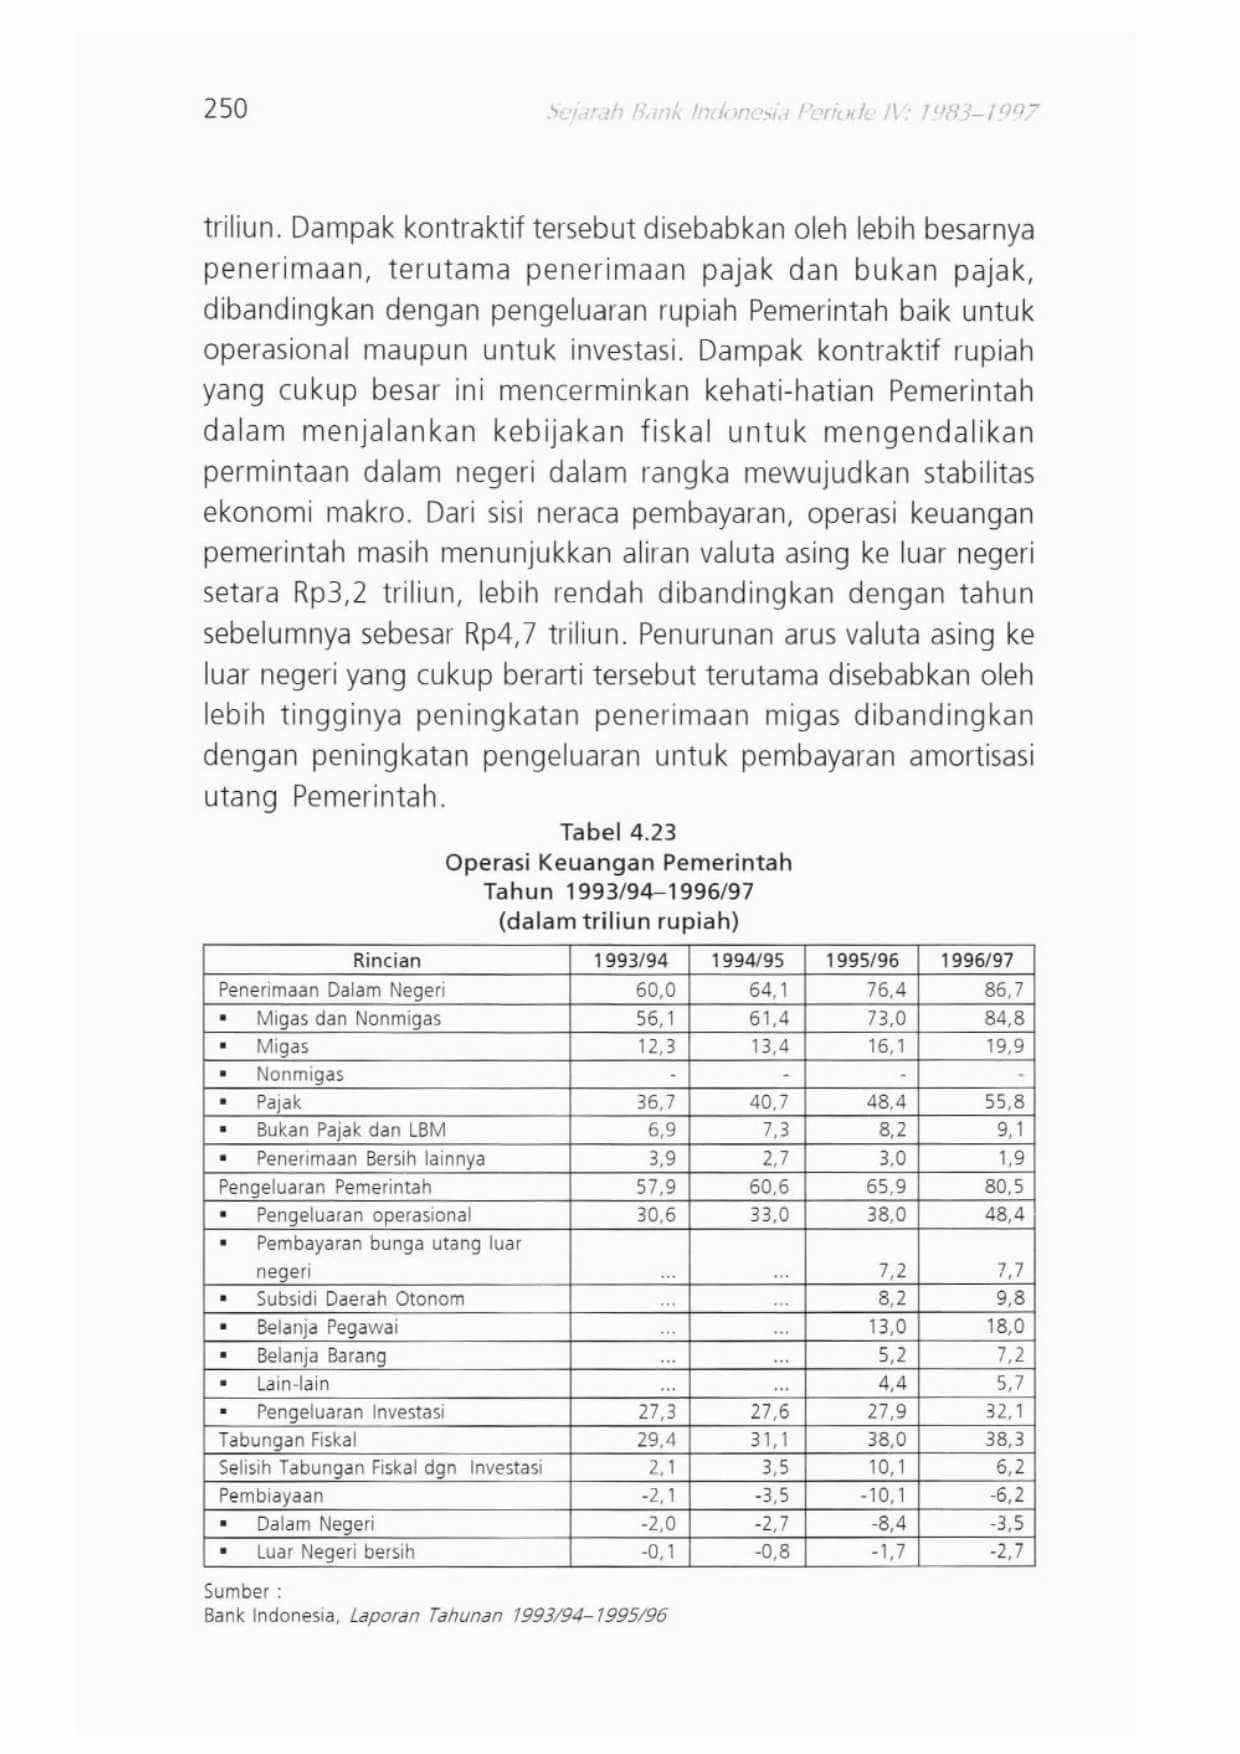 250
Sejarah Bank Indonesia Periode IV: 1983–1997
triliun. Dampak kontraktif tersebut disebabkan oleh lebih besarnya
penerimaan, terutama penerimaan pajak dan bukan pajak,
dibandingkan dengan pengeluaran rupiah Pemerintah baik untuk
operasional maupun untuk investasi. Dampak kontraktif rupiah
yang cukup besar ini mencerminkan kehati-hatian Pemerintah
dalam menjalankan kebijakan fiskal untuk mengendalikan
permintaan dalam negeri dalam rangka mewujudkan stabilitas
ekonomi makro. Dari sisi neraca pembayaran, operasi keuangan
pemerintah masih menunjukkan aliran valuta asing ke luar negeri
setara Rp3,2 triliun, lebih rendah dibandingkan dengan tahun
sebelumnya sebesar Rp4,7 triliun. Penurunan arus valuta asing ke
luar negeri yang cukup berarti tersebut terutama disebabkan oleh
lebih tingginya peningkatan penerimaan migas dibandingkan
dengan peningkatan pengeluaran untuk pembayaran amortisasi
utang Pemerintah.
Tabel 4.23
Operasi Keuangan Pemerintah
Tahun 1993/94–1996/97
(dalam triliun rupiah)
Rincian 1993/94 1994/95 1995/96 1996/97
Penerimaan Dalam Negeri 60,0 64,1 76,4 86,7
▪ Migas dan Nonmigas 56,1 61,4 73,0 84,8
▪ Migas 12,3 13,4 16,1 19,9
▪ Nonmigas - - - -
▪ Pajak 36,7 40,7 48,4 55,8
▪ Bukan Pajak dan LBM 6,9 7,3 8,2 9,1
▪ Penerimaan Bersih lainnya 3,9 2,7 3,0 1,9
Pengeluaran Pemerintah 57,9 60,6 65,9 80,5
▪ Pengeluaran operasional 30,6 33,0 38,0 48,4
▪ Pembayaran bunga utang luar
negeri ... ... 7,2 7,7
▪ Subsidi Daerah Otonom ... ... 8,2 9,8
▪ Belanja Pegawai ... ... 13,0 18,0
▪ Belanja Barang ... ... 5,2 7,2
▪ Lain-lain ... ... 4,4 5,7
▪ Pengeluaran Investasi 27,3 27,6 27,9 32,1
Tabungan Fiskal 29,4 31,1 38,0 38,3
Selisih Tabungan Fiskal dgn Investasi 2,1 3,5 10,1 6,2
Pembiayaan -2,1 -3,5 -10,1 -6,2
▪ Dalam Negeri -2,0 -2,7 -8,4 -3,5
▪ Luar Negeri bersih -0,1 -0,8 -1,7 -2,7
Sumber :
Bank Indonesia, Laporan Tahunan 1993/94–1995/96